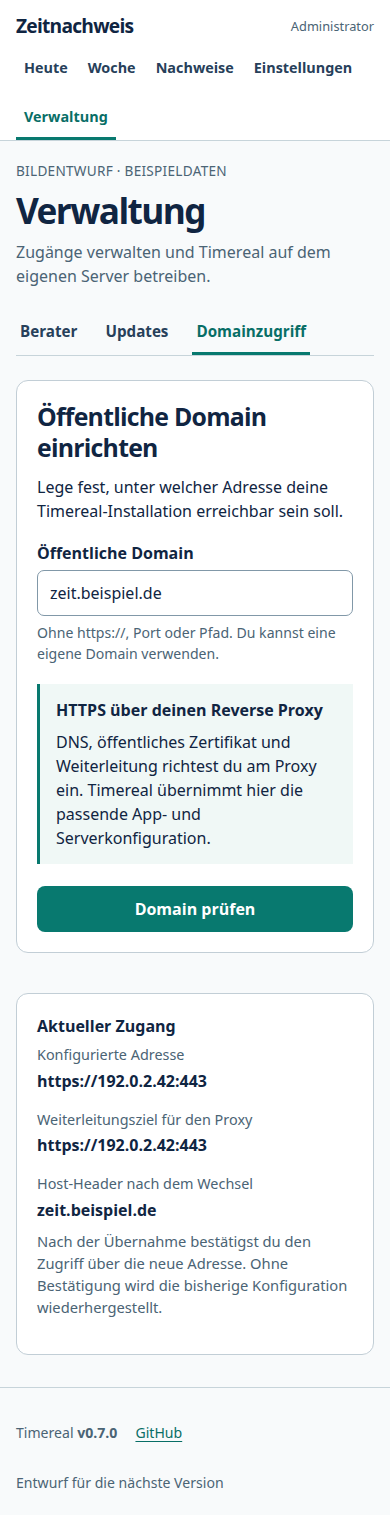 Zeitnachweis
Administrator
Heute Woche Nachweise Einstellungen
Verwaltung
BILDENTWURF · BEISPIELDATEN
Verwaltung
Zugänge verwalten und Timereal auf dem
eigenen Server betreiben.
Berater Updates Domainzugriff
Öffentliche Domain
einrichten
Lege fest, unter welcher Adresse deine
Timereal-Installation erreichbar sein soll.
Öffentliche Domain
zeit.beispiel.de
Ohne https://, Port oder Pfad. Du kannst eine
eigene Domain verwenden.
HTTPS über deinen Reverse Proxy
DNS, öffentliches Zertifikat und
Weiterleitung richtest du am Proxy
ein. Timereal übernimmt hier die
passende App- und
Serverkonfiguration.
Domain prüfen
Aktueller Zugang
Konfigurierte Adresse
https://192.0.2.42:443
Weiterleitungsziel für den Proxy
https://192.0.2.42:443
Host-Header nach dem Wechsel
zeit.beispiel.de
Nach der Übernahme bestätigst du den
Zugriff über die neue Adresse. Ohne
Bestätigung wird die bisherige Konfiguration
wiederhergestellt.
Timereal v0.7.0 GitHub
Entwurf für die nächste Version